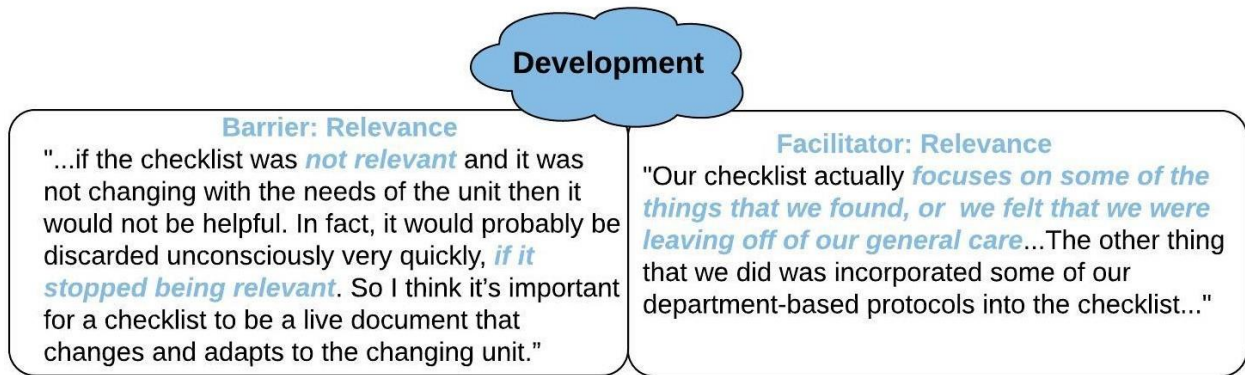 Development
Barrier: Relevance
"...if the checklist was not relevant and it was
not changing with the needs of the unit then it
would not be helpful. In fact, it would probably be
discarded unconsciously very quickly, if it
stopped being relevant. So I think it’s important
for a checklist to be a live document that
changes and adapts to the changing unit.”
Facilitator: Relevance
"Our checklist actually focuses on some of the
things that we found, or  we felt that we were
leaving off of our general care...The other thing
that we did was incorporated some of our
department-based protocols into the checklist..."